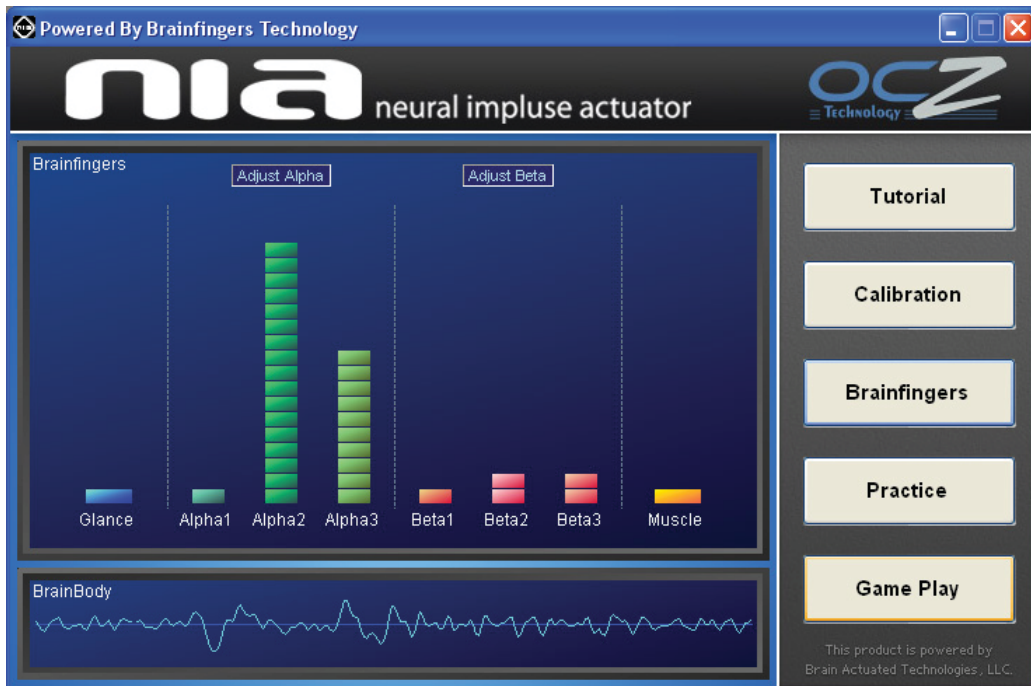 Powered By Brainfingers Technology
nia neural impluse actuator
OCZ
Technology
Brainfingers
Adjust Alpha Adjust Beta
Glance Alpha1 Alpha2 Alpha3 Beta1 Beta2 Beta3 Muscle
BrainBody
Tutorial
Calibration
Brainfingers
Practice
Game Play
This product is powered by
Brain Actuated Technologies, LLC.